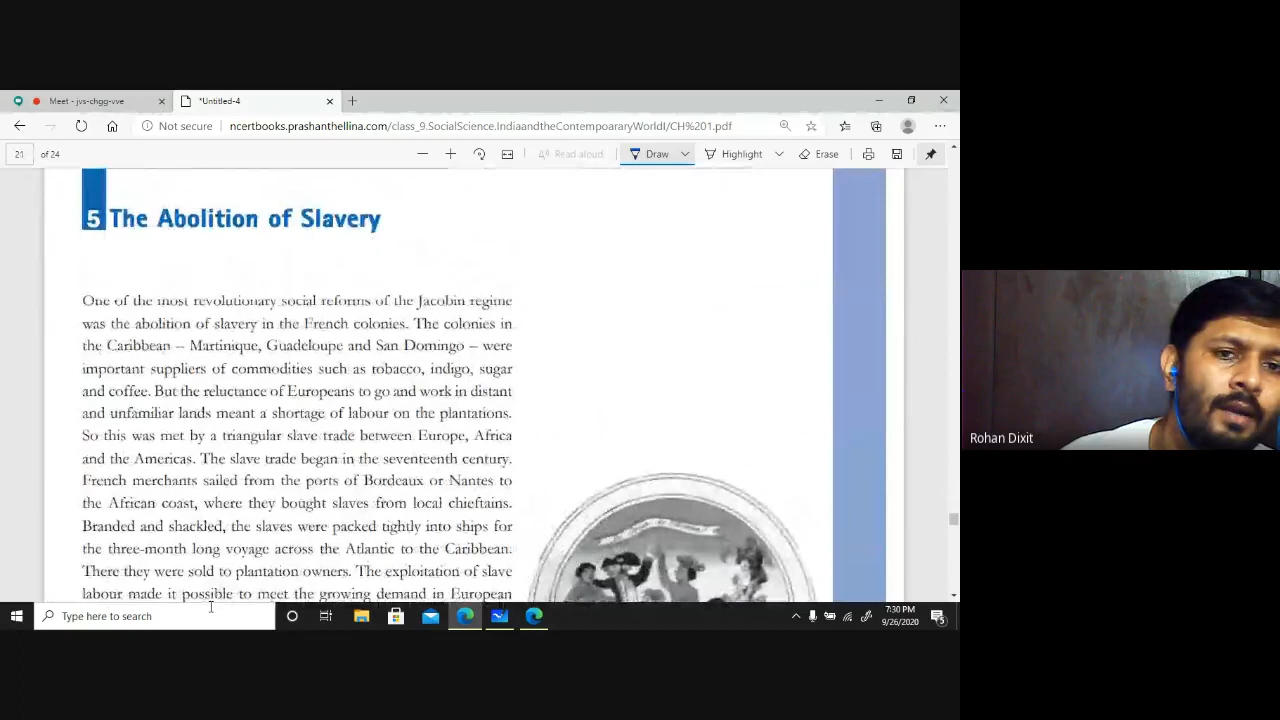 Meet - jvs-chgg-vve
*Untitled-4
Not secure
ncertbooks.prashanthellina.com/class_9.SocialScience.IndiaandtheContempoararyWorldI/CH%201.pdf
21 of 24
Read aloud
Draw
Highlight
Erase
5 The Abolition of Slavery
One of the most revolutionary social reforms of the Jacobin regime
was the abolition of slavery in the French colonies. The colonies in
the Caribbean – Martinique, Guadeloupe and San Domingo – were
important suppliers of commodities such as tobacco, indigo, sugar
and coffee. But the reluctance of Europeans to go and work in distant
and unfamiliar lands meant a shortage of labour on the plantations.
So this was met by a triangular slave trade between Europe, Africa
and the Americas. The slave trade began in the seventeenth century.
French merchants sailed from the ports of Bordeaux or Nantes to
the African coast, where they bought slaves from local chieftains.
Branded and shackled, the slaves were packed tightly into ships for
the three-month long voyage across the Atlantic to the Caribbean.
There they were sold to plantation owners. The exploitation of slave
labour made it possible to meet the growing demand in European
Rohan Dixit
Type here to search
7:30 PM
9/26/2020
5